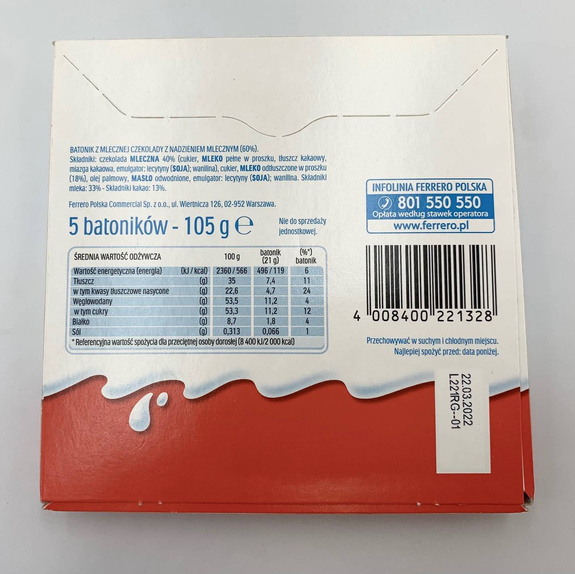 BATONIK Z MLECZNEJ CZEKOLADY Z NADZIENIEM MLECZNYM (60%).
Składniki: czekolada MLECZNA 40% (cukier, MLEKO pełne w proszku, tłuszcz kakaowy,
miazga kakaowa, emulgator: lecytyny (SOJA); wanilina), cukier, MLEKO odtłuszczone w proszku
(18%), olej palmowy, MASŁO odwodnione, emulgator: lecytyny (SOJA); wanilina. Składniki
mleka: 33% - Składniki kakao: 13%.
Ferrero Polska Commercial Sp. z o.o., ul. Wiertnicza 126, 02-952 Warszawa.
5 batoników - 105 g ℮
Nie do sprzedaży
jednostkowej.
INFOLINIA FERRERO POLSKA
801 550 550
Opłata według stawek operatora
www.ferrero.pl
ŚREDNIA WARTOŚĆ ODŻYWCZA 100 g batonik (21 g) (%*) batonik
Wartość energetyczna (energia) (kJ / kcal) 2360 / 566 496 / 119 6
Tłuszcz (g) 35 7,4 11
w tym kwasy tłuszczowe nasycone (g) 22,6 4,7 24
Węglowodany (g) 53,5 11,2 4
w tym cukry (g) 53,3 11,2 12
Białko (g) 8,7 1,8 4
Sól (g) 0,313 0,066 1
* Referencyjna wartość spożycia dla przeciętnej osoby dorosłej (8 400 kJ/2 000 kcal)
4 008400 221328
Przechowywać w suchym i chłodnym miejscu.
Najlepiej spożyć przed: data poniżej.
22.03.2022
L221RG--01